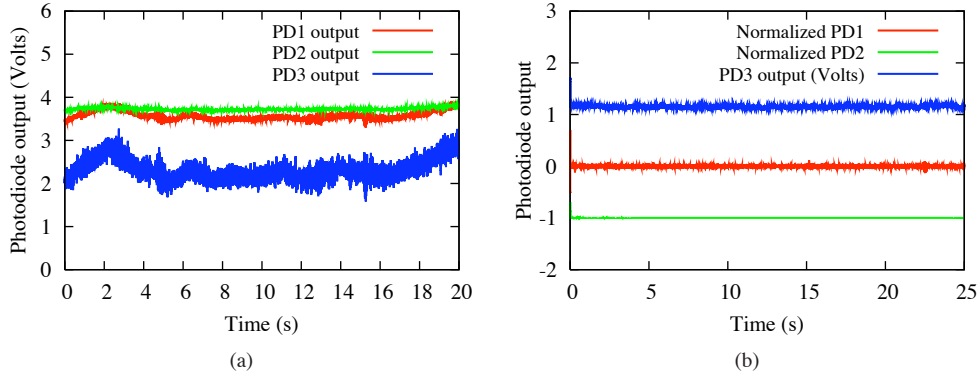 6
5
4
3
2
1
0
Photodiode output (Volts)
PD1 output
PD2 output
PD3 output
0 2 4 6 8 10 12 14 16 18 20
Time (s)
(a)
3
2
1
0
-1
-2
Photodiode output
Normalized PD1
Normalized PD2
PD3 output (Volts)
0 5 10 15 20 25
Time (s)
(b)